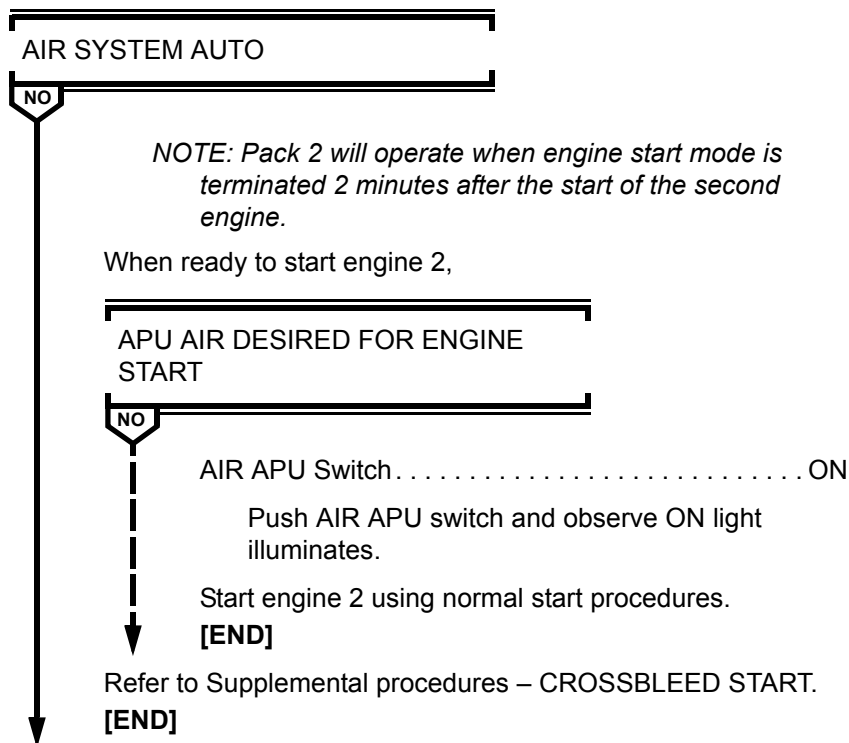 AIR SYSTEM AUTO
NO
NOTE: Pack 2 will operate when engine start mode is
terminated 2 minutes after the start of the second
engine.
When ready to start engine 2,
APU AIR DESIRED FOR ENGINE
START
NO
AIR APU Switch. . . . . . . . . . . . . . . . . . . . . . . . . . . . ON
Push AIR APU switch and observe ON light
illuminates.
Start engine 2 using normal start procedures.
[END]
Refer to Supplemental procedures – CROSSBLEED START.
[END]